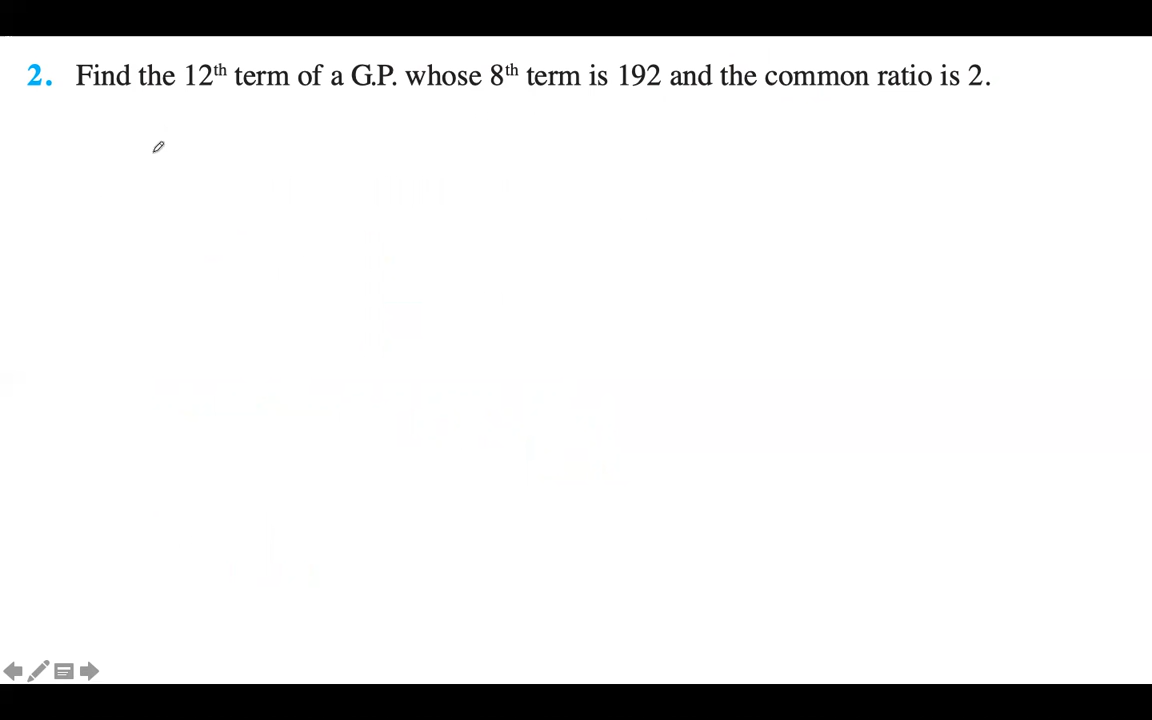 2. Find the 12th term of a G.P. whose 8th term is 192 and the common ratio is 2.